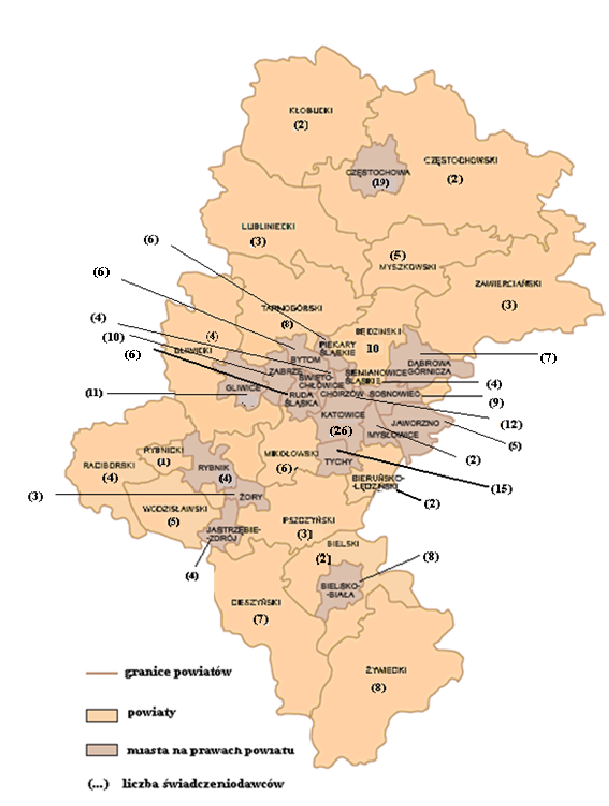 KŁOBUCKI
(2)
CZĘSTOCHOWSKI
(2)
CZĘSTOCHOWA
(19)
LUBLINIECKI
(3)
(6)
(5)
MYSZKOWSKI
(6)
ZAWIERCIAŃSKI
(3)
TARNOGÓRSKI
(8)
(4)
(4)
BĘDZIŃSKI
10
(10)
GLIWICKI
PIEKARY
ŚLĄSKIE
(6)
BYTOM
(7)
DĄBROWA
GÓRNICZA
ZABRZE
ŚWIĘTO-
CHŁOWICE
SIEMIANOWICE
ŚLĄSKIE
(4)
(11)
GLIWICE
CHORZÓW
SOSNOWIEC
(9)
RUDA
ŚLĄSKA
KATOWICE
(12)
(26)
JAWORZNO
(5)
MYSŁOWICE
RYBNICKI
(1)
MIKOŁOWSKI
(6)
(2)
RACIBORSKI
(4)
RYBNIK
(4)
TYCHY
BIERUŃSKO-
-LĘDZIŃSKI
(15)
(3)
ŻORY
(2)
WODZISŁAWSKI
(5)
PSZCZYŃSKI
(3]
JASTRZĘBIE-
ZDRÓJ
BIELSKI
(2]
(8)
(4)
BIELSKO-
-BIAŁA
CIESZYŃSKI
(7)
ŻYWIECKI
(8)
granice powiatów
powiaty
miasta na prawach powiatu
(...) liczba świadczeniodawców